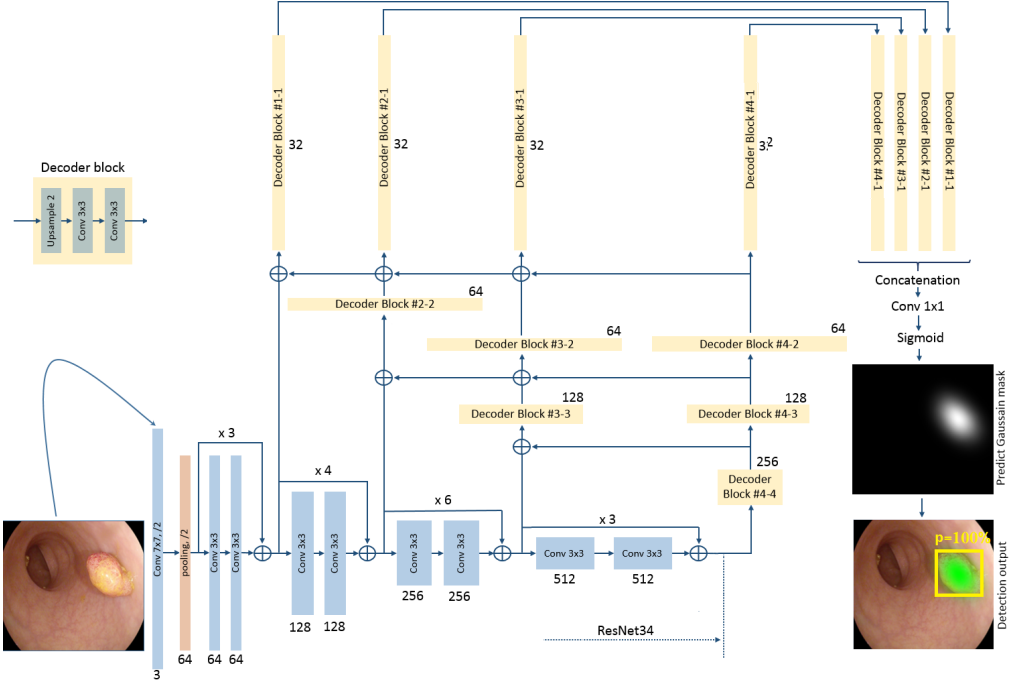 Decoder Block #1-1
32
Decoder Block #2-1
32
Decoder Block #3-1
32
Decoder Block #4-1
32
Decoder Block #4-1
Decoder Block #3-1
Decoder Block #2-1
Decoder Block #1-1
Decoder block
Upsample 2
Conv 3x3
Conv 3x3
Concatenation
Conv 1x1
Sigmoid
64
Decoder Block #2-2
64
Decoder Block #3-2
64
Decoder Block #4-2
128
Decoder Block #3-3
128
Decoder Block #4-3
256
Decoder
Block #4-4
Predict Gaussian mask
x 3
x 4
x 6
x 3
Conv 7x7, /2
pooling, /2
Conv 3x3
Conv 3x3
Conv 3x3
Conv 3x3
Conv 3x3
Conv 3x3
Conv 3x3
Conv 3x3
3
64
64
64
128
128
256
256
512
512
ResNet34
p=100%
Detection output